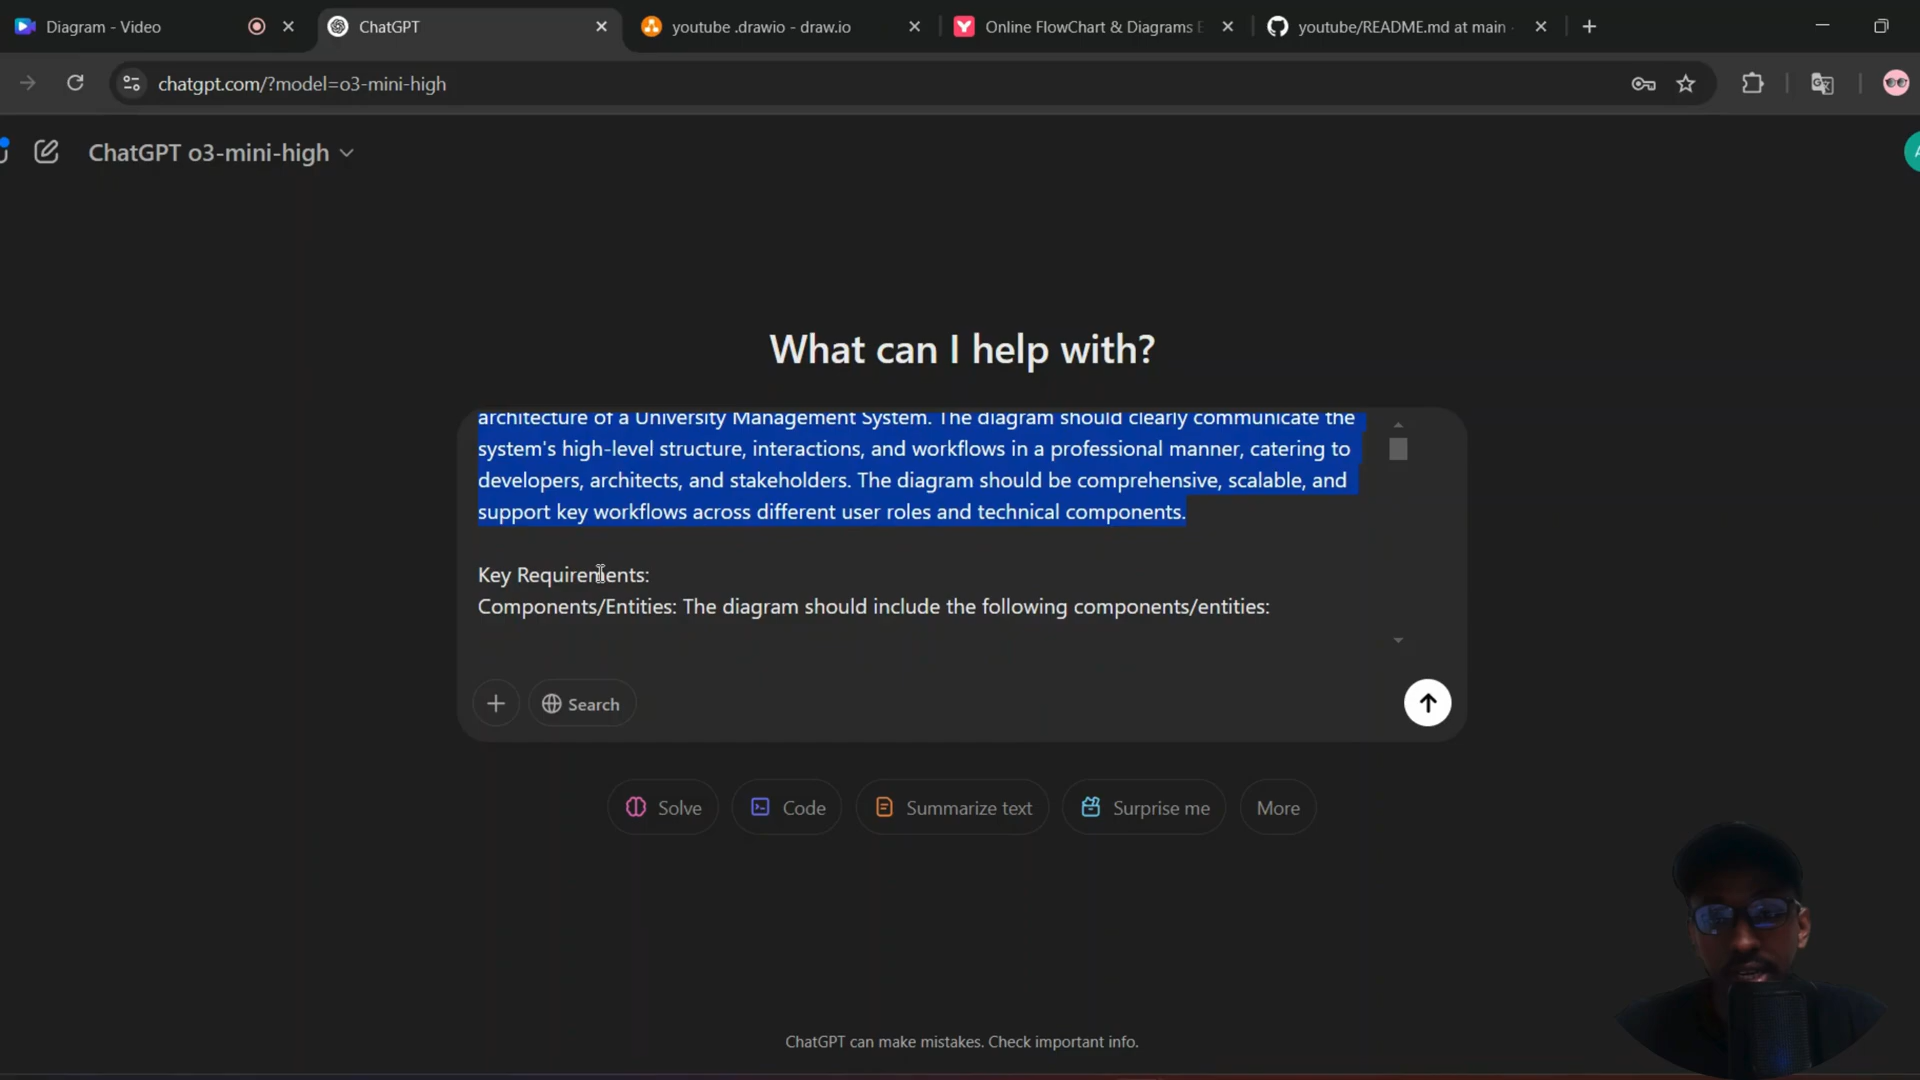 Diagram - Video
ChatGPT
youtube .drawio - draw.io
Online FlowChart & Diagrams E
youtube/README.md at main
chatgpt.com/?model=o3-mini-high
ChatGPT o3-mini-high
A
What can I help with?
architecture of a University Management System. The diagram should clearly communicate the
system's high-level structure, interactions, and workflows in a professional manner, catering to
developers, architects, and stakeholders. The diagram should be comprehensive, scalable, and
support key workflows across different user roles and technical components.
Key Requirements:
Components/Entities: The diagram should include the following components/entities:
Search
Solve
Code
Summarize text
Surprise me
More
ChatGPT can make mistakes. Check important info.